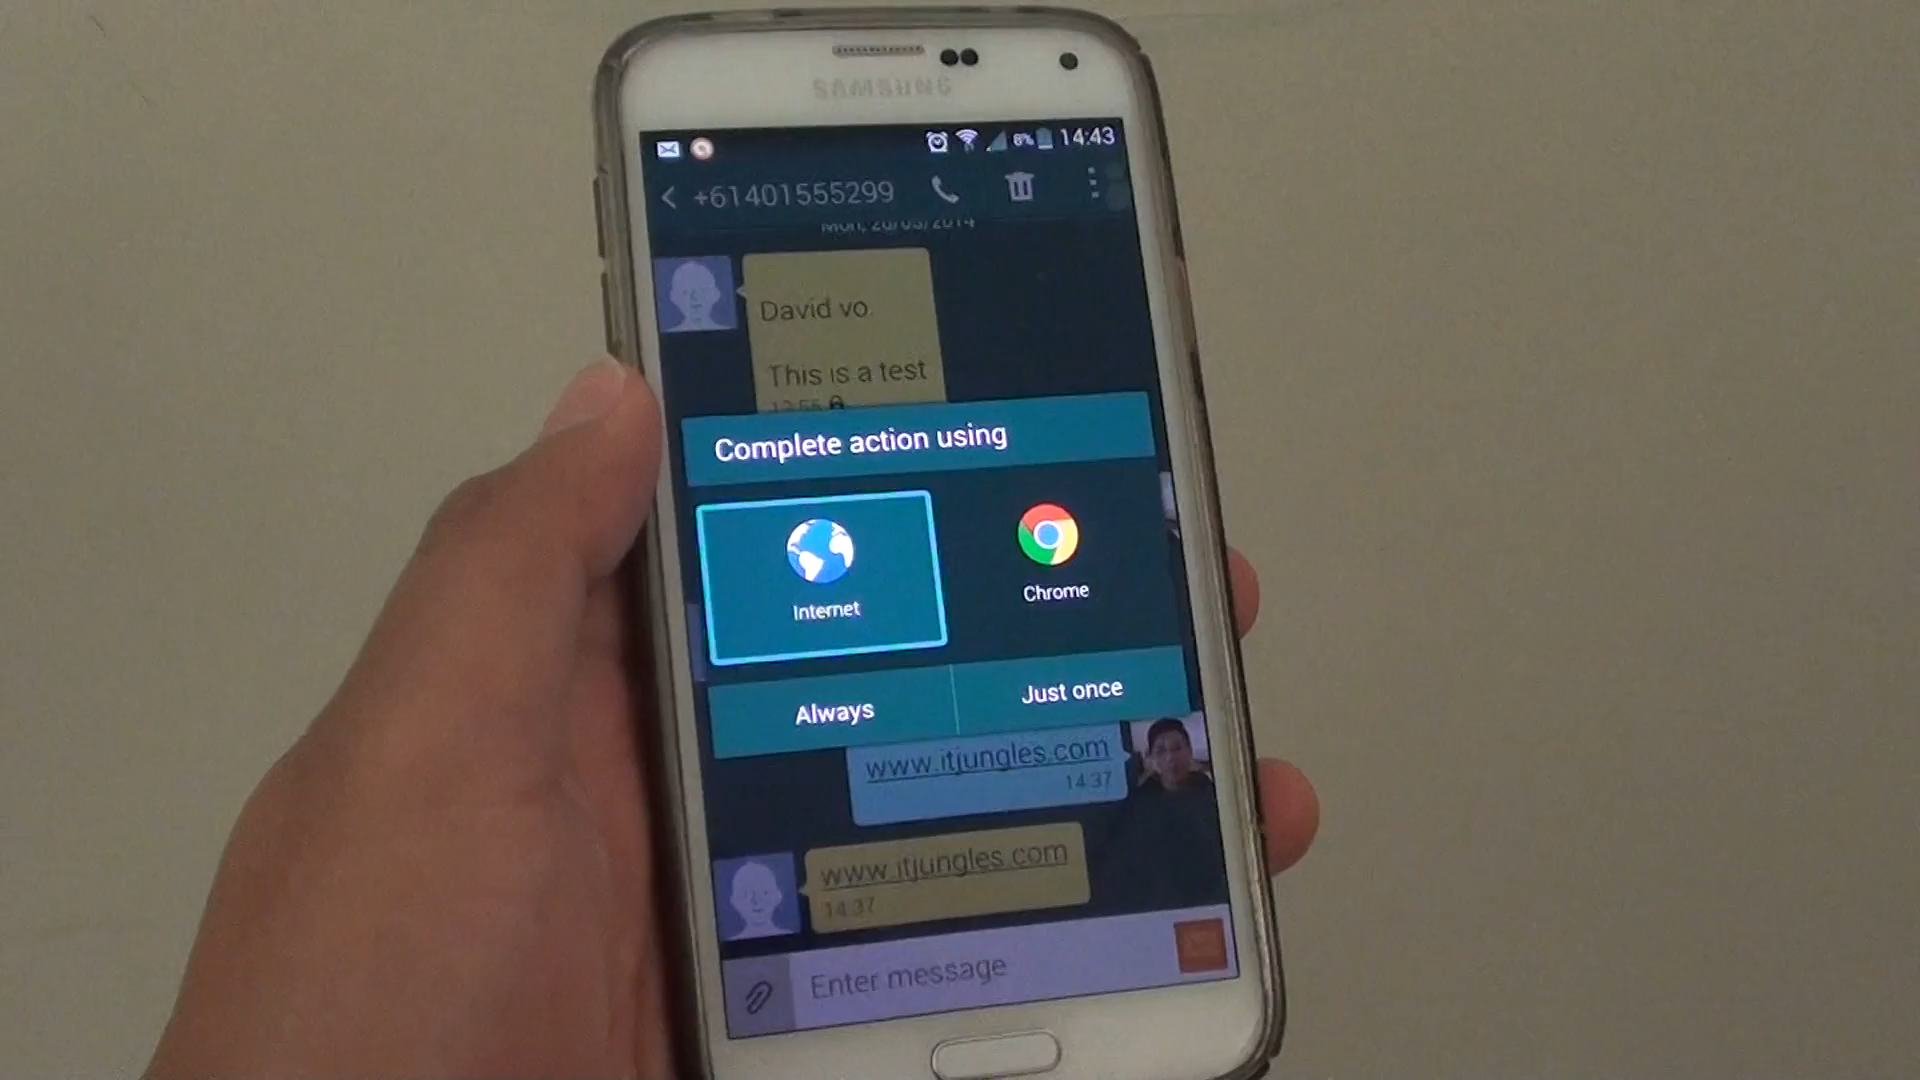 SAMSUNG
6% 14:43
+61401555299
David vo.
This is a test
Complete action using
Internet
Chrome
Always
Just once
www.itjungles.com
14:37
www.itjungles.com
14:37
Enter message